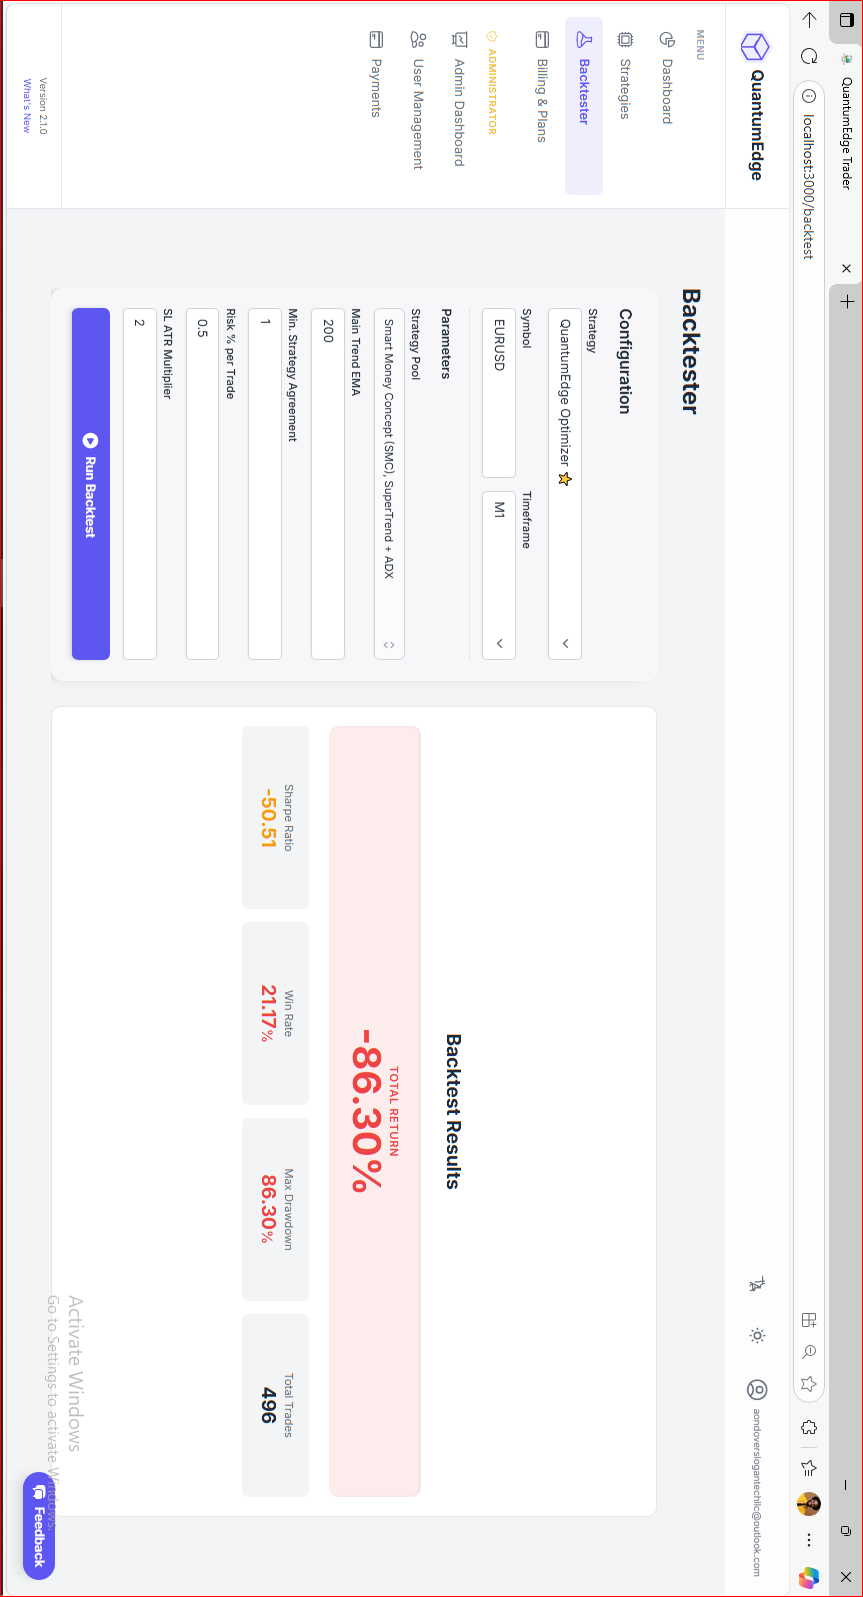 QuantumEdge Trader
localhost:3000/backtest
QuantumEdge
aondoverslogantechllc@outlook.com
MENU
Dashboard
Strategies
Backtester
Billing & Plans
ADMINISTRATOR
Admin Dashboard
User Management
Payments
Version 2.1.0
What's New
Backtester
Configuration
Strategy
QuantumEdge Optimizer ⭐
Symbol Timeframe
EURUSD M1
Parameters
Strategy Pool
Smart Money Concept (SMC), SuperTrend + ADX
Main Trend EMA
200
Min. Strategy Agreement
1
Risk % per Trade
0.5
SL ATR Multiplier
2
Run Backtest
Backtest Results
TOTAL RETURN
-86.30%
Sharpe Ratio Win Rate Max Drawdown Total Trades
-50.51 21.17% 86.30% 496
Activate Windows
Go to Settings to activate Windows.
Feedback